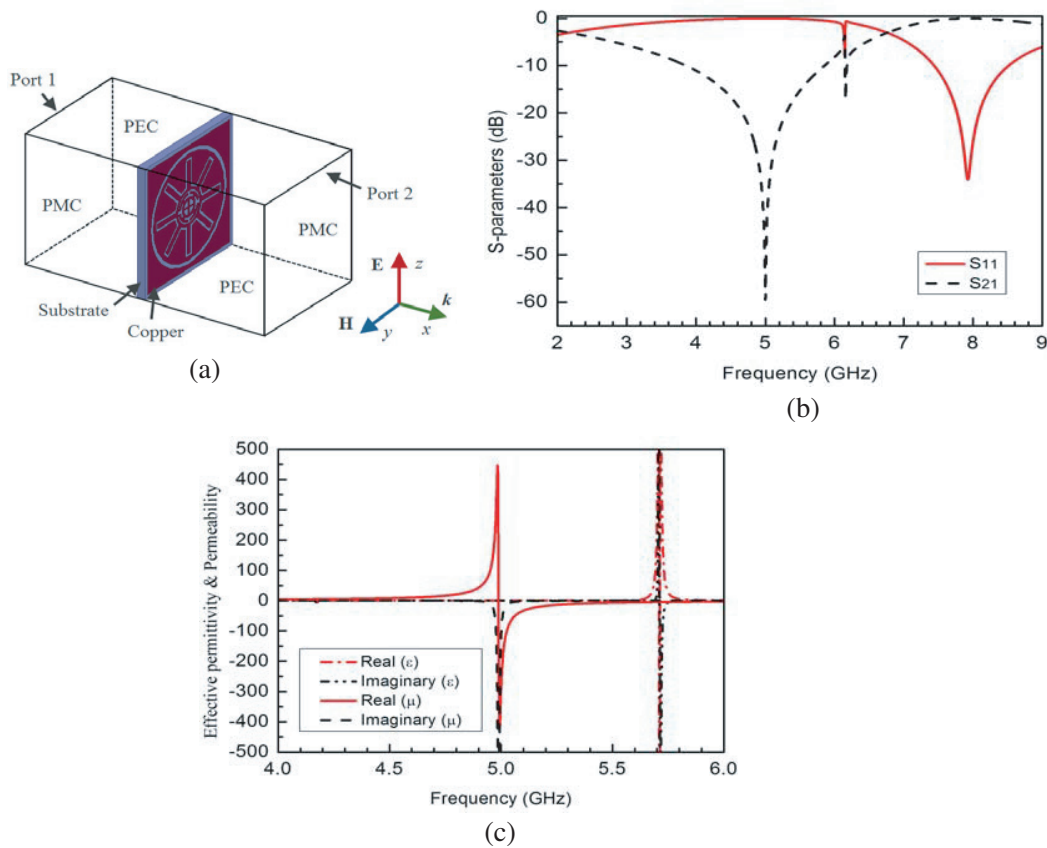 Port 1
PEC
Port 2
PMC
PMC
PEC
Substrate
Copper
E
z
k
H
y
x
(a)
0
-10
-20
-30
-40
-50
-60
S-parameters (dB)
S11
S21
2
3
4
5
6
7
8
9
Frequency (GHz)
(b)
500
400
300
200
100
0
-100
-200
-300
-400
-500
Effective permittivity & Permeability
Real (ε)
Imaginary (ε)
Real (μ)
Imaginary (μ)
4.0
4.5
5.0
5.5
6.0
Frequency (GHz)
(c)